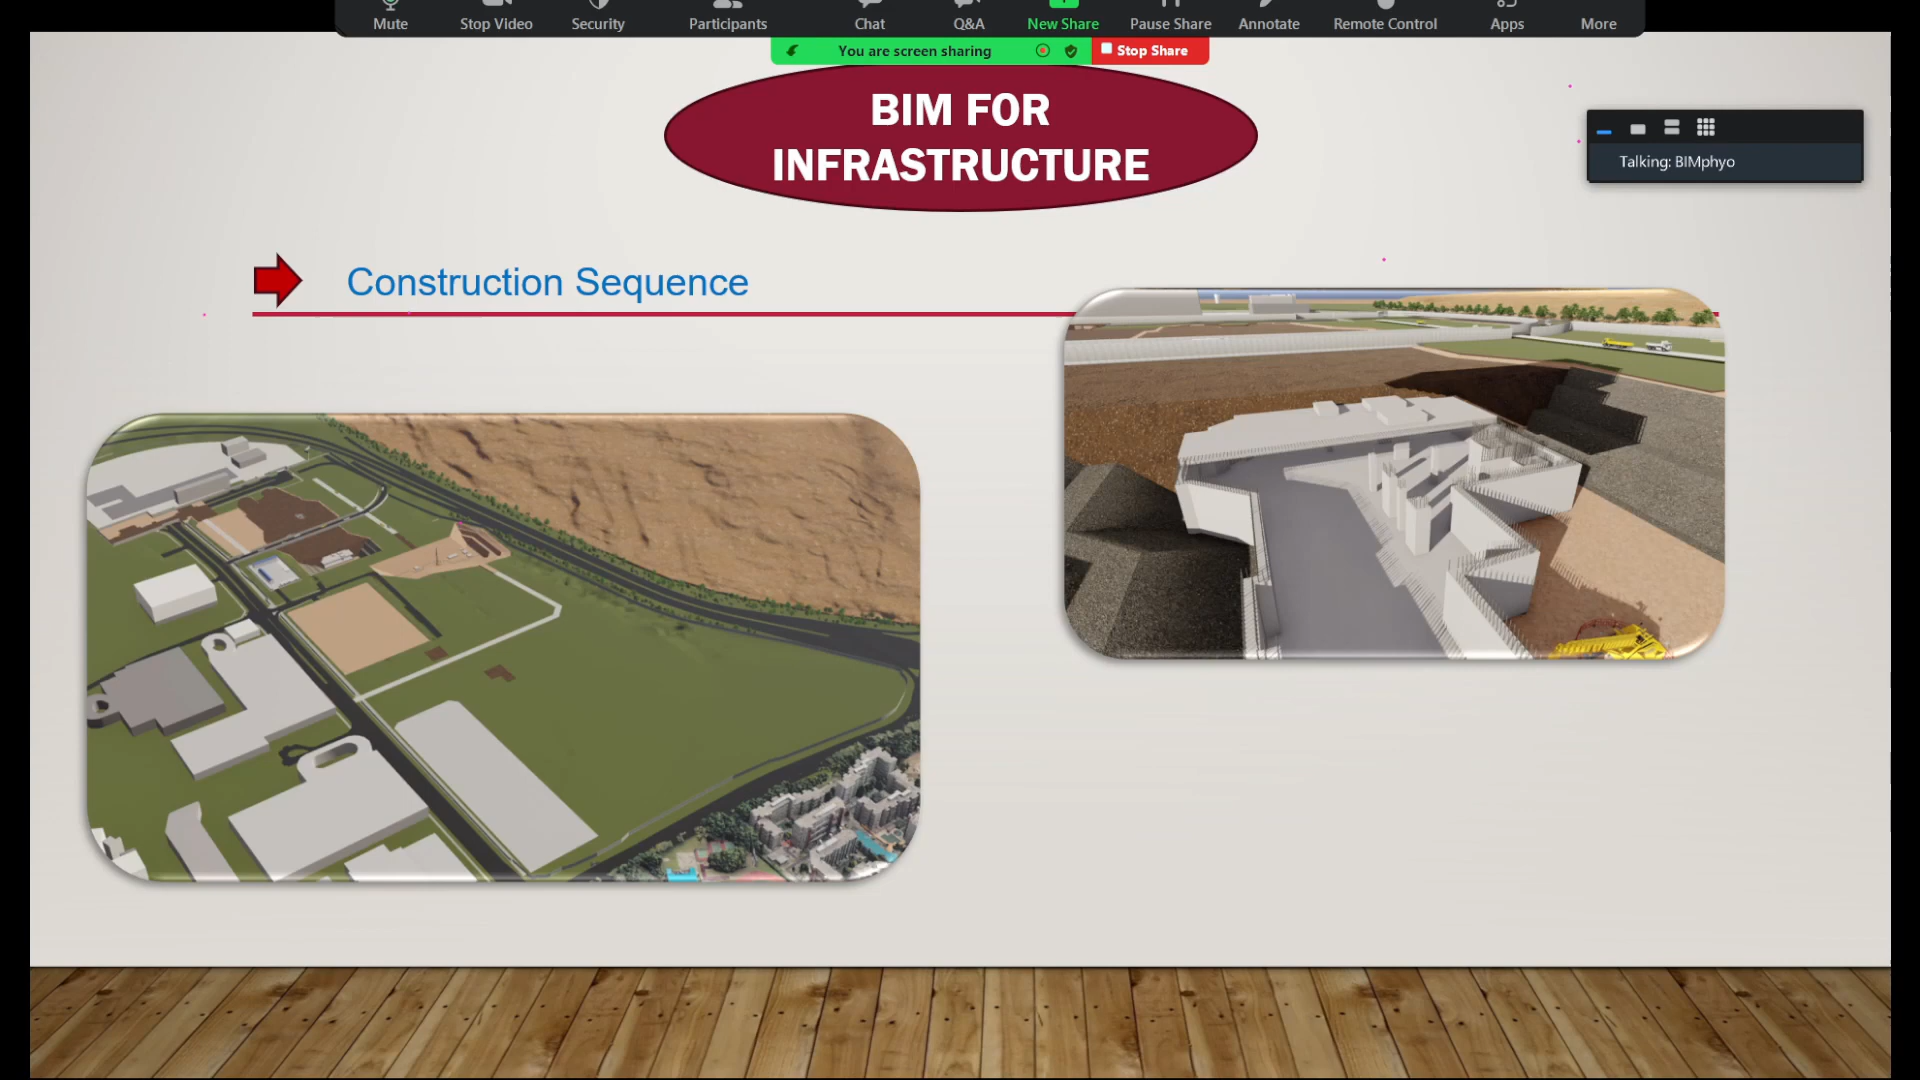 Mute
Stop Video
Security
Participants
Chat
Q&A
New Share
Pause Share
Annotate
Remote Control
Apps
More
You are screen sharing
Stop Share
BIM FOR
INFRASTRUCTURE
Talking: BIMphyo
Construction Sequence